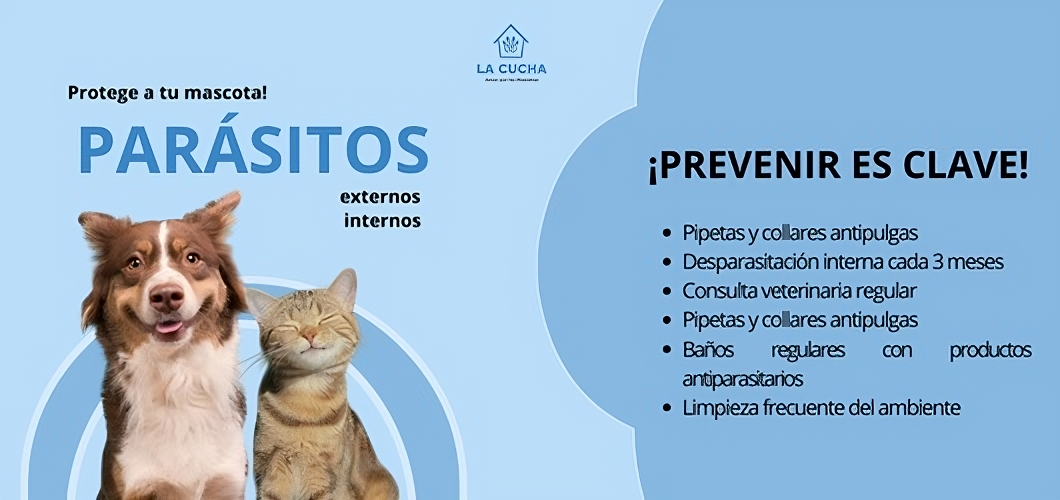 LA CUCHA
Protege a tu mascota!
PARÁSITOS
externos
internos
¡PREVENIR ES CLAVE!
Pipetas y collares antipulgas
Desparasitación interna cada 3 meses
Consulta veterinaria regular
Pipetas y collares antipulgas
Baños regulares con productos
antiparasitarios
Limpieza frecuente del ambiente